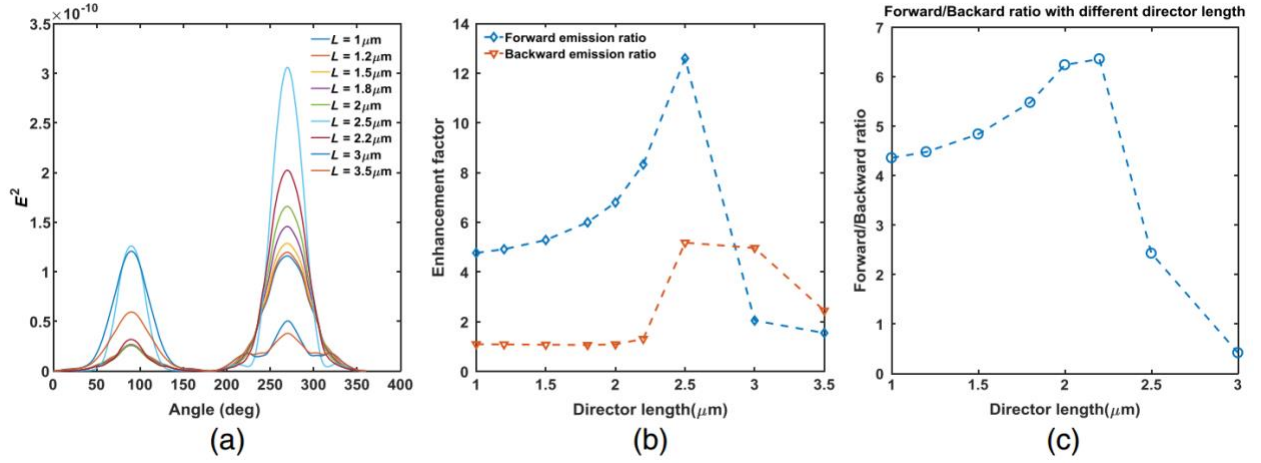 3.5 ×10⁻¹⁰
3
2.5
2
1.5
1
0.5
0
0 50 100 150 200 250 300 350 400
E²
Angle (deg)
L = 1μm
L = 1.2μm
L = 1.5μm
L = 1.8μm
L = 2μm
L = 2.5μm
L = 2.2μm
L = 3μm
L = 3.5μm
(a)
14
12
10
8
6
4
2
0
1 1.5 2 2.5 3 3.5
Enhancement factor
Director length(μm)
Forward emission ratio
Backward emission ratio
(b)
Forward/Backard ratio with different director length
7
6
5
4
3
2
1
0
1 1.5 2 2.5 3
Forward/Backward ratio
Director length(μm)
(c)